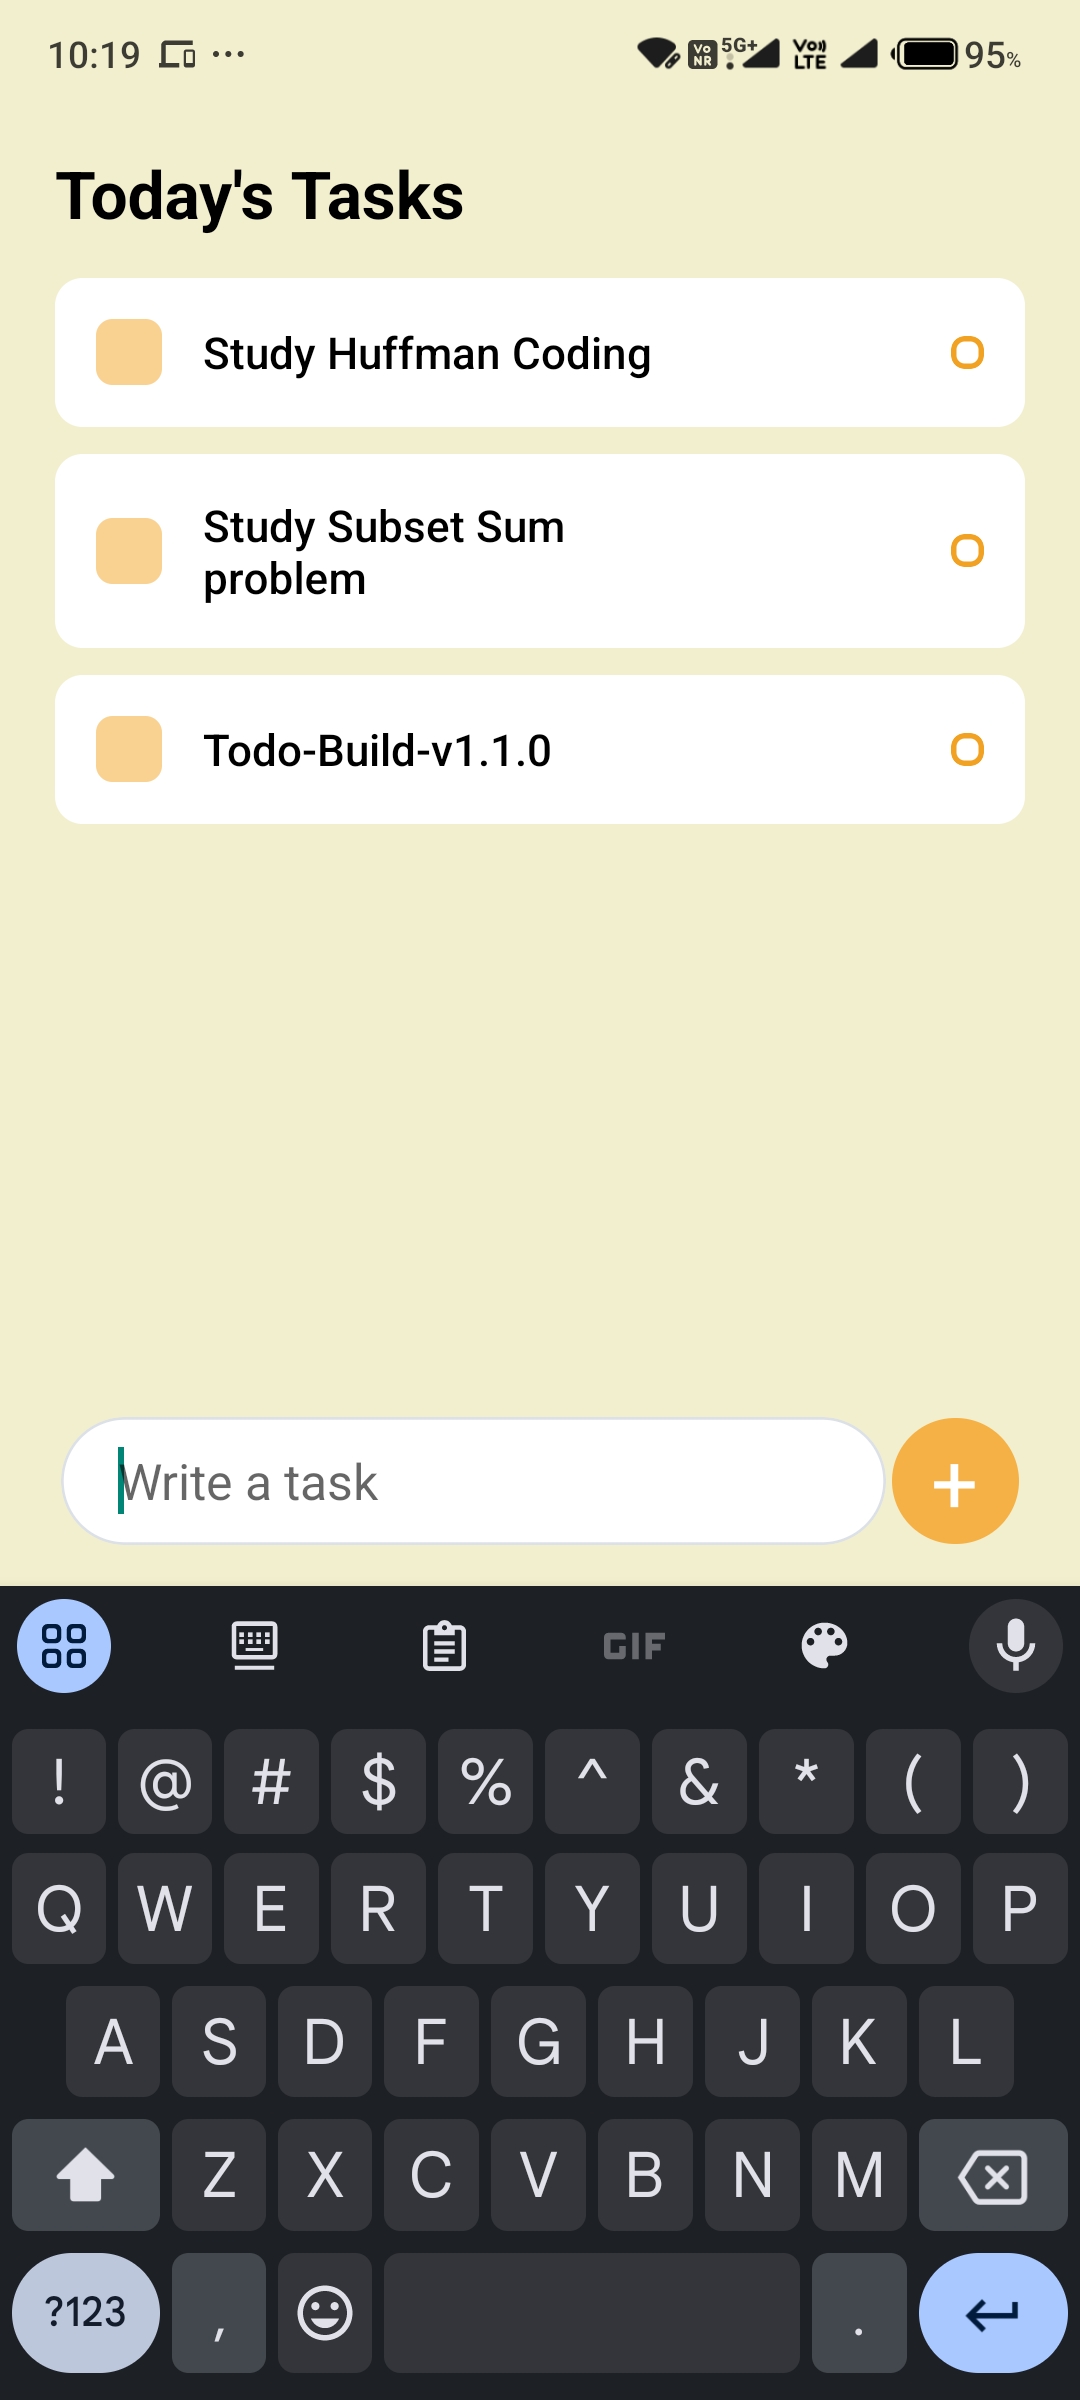 10:19 ... Vo NR 5G+ Vo)) LTE 95%
Today's Tasks
Study Huffman Coding
Study Subset Sum
problem
Todo-Build-v1.1.0
Write a task +
GIF
! @ # $ % ^ & * ( )
Q W E R T Y U I O P
A S D F G H J K L
Z X C V B N M
?123 , .